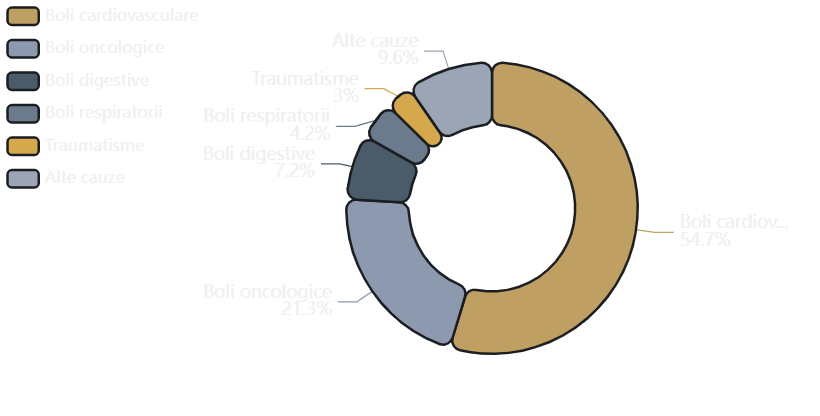 Boli cardiovasculare
Boli oncologice
Boli digestive
Boli respiratorii
Traumatisme
Alte cauze
Alte cauze
9.6%
Traumatisme
3%
Boli respiratorii
4.2%
Boli digestive
7.2%
Boli cardiov...
54.7%
Boli oncologice
21.3%